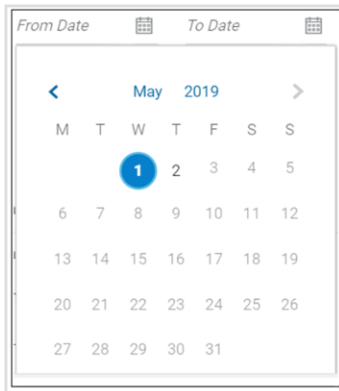 From Date To Date
May 2019
M T W T F S S
1 2 3 4 5
6 7 8 9 10 11 12
13 14 15 16 17 18 19
20 21 22 23 24 25 26
27 28 29 30 31